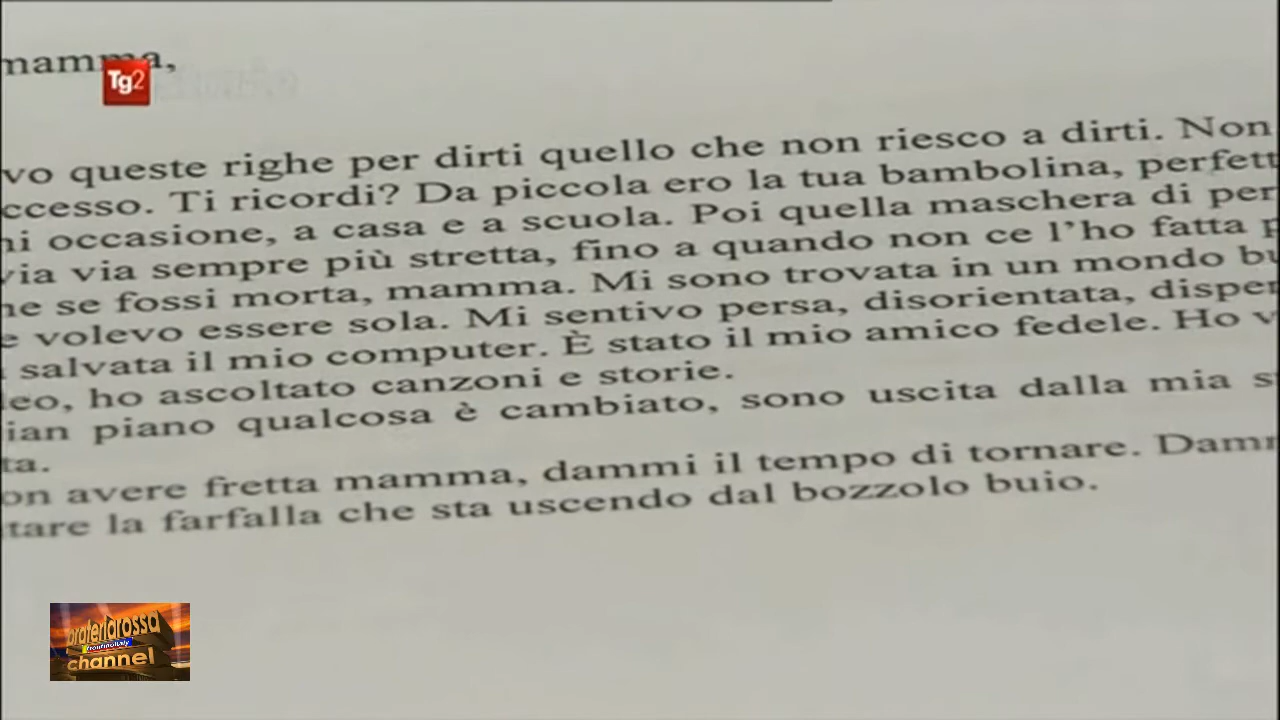 mamma,
Tg2
vo queste righe per dirti quello che non riesco a dirti. Non
ccesso. Ti ricordi? Da piccola ero la tua bambolina, perfett
ni occasione, a casa e a scuola. Poi quella maschera di per
via via sempre più stretta, fino a quando non ce l'ho fatta p
ne se fossi morta, mamma. Mi sono trovata in un mondo bu
e volevo essere sola. Mi sentivo persa, disorientata, disper
salvata il mio computer. È stato il mio amico fedele. Ho v
leo, ho ascoltato canzoni e storie.
ian piano qualcosa è cambiato, sono uscita dalla mia s
ta.
on avere fretta mamma, dammi il tempo di tornare. Damm
tare la farfalla che sta uscendo dal bozzolo buio.
prateriarossa
channel